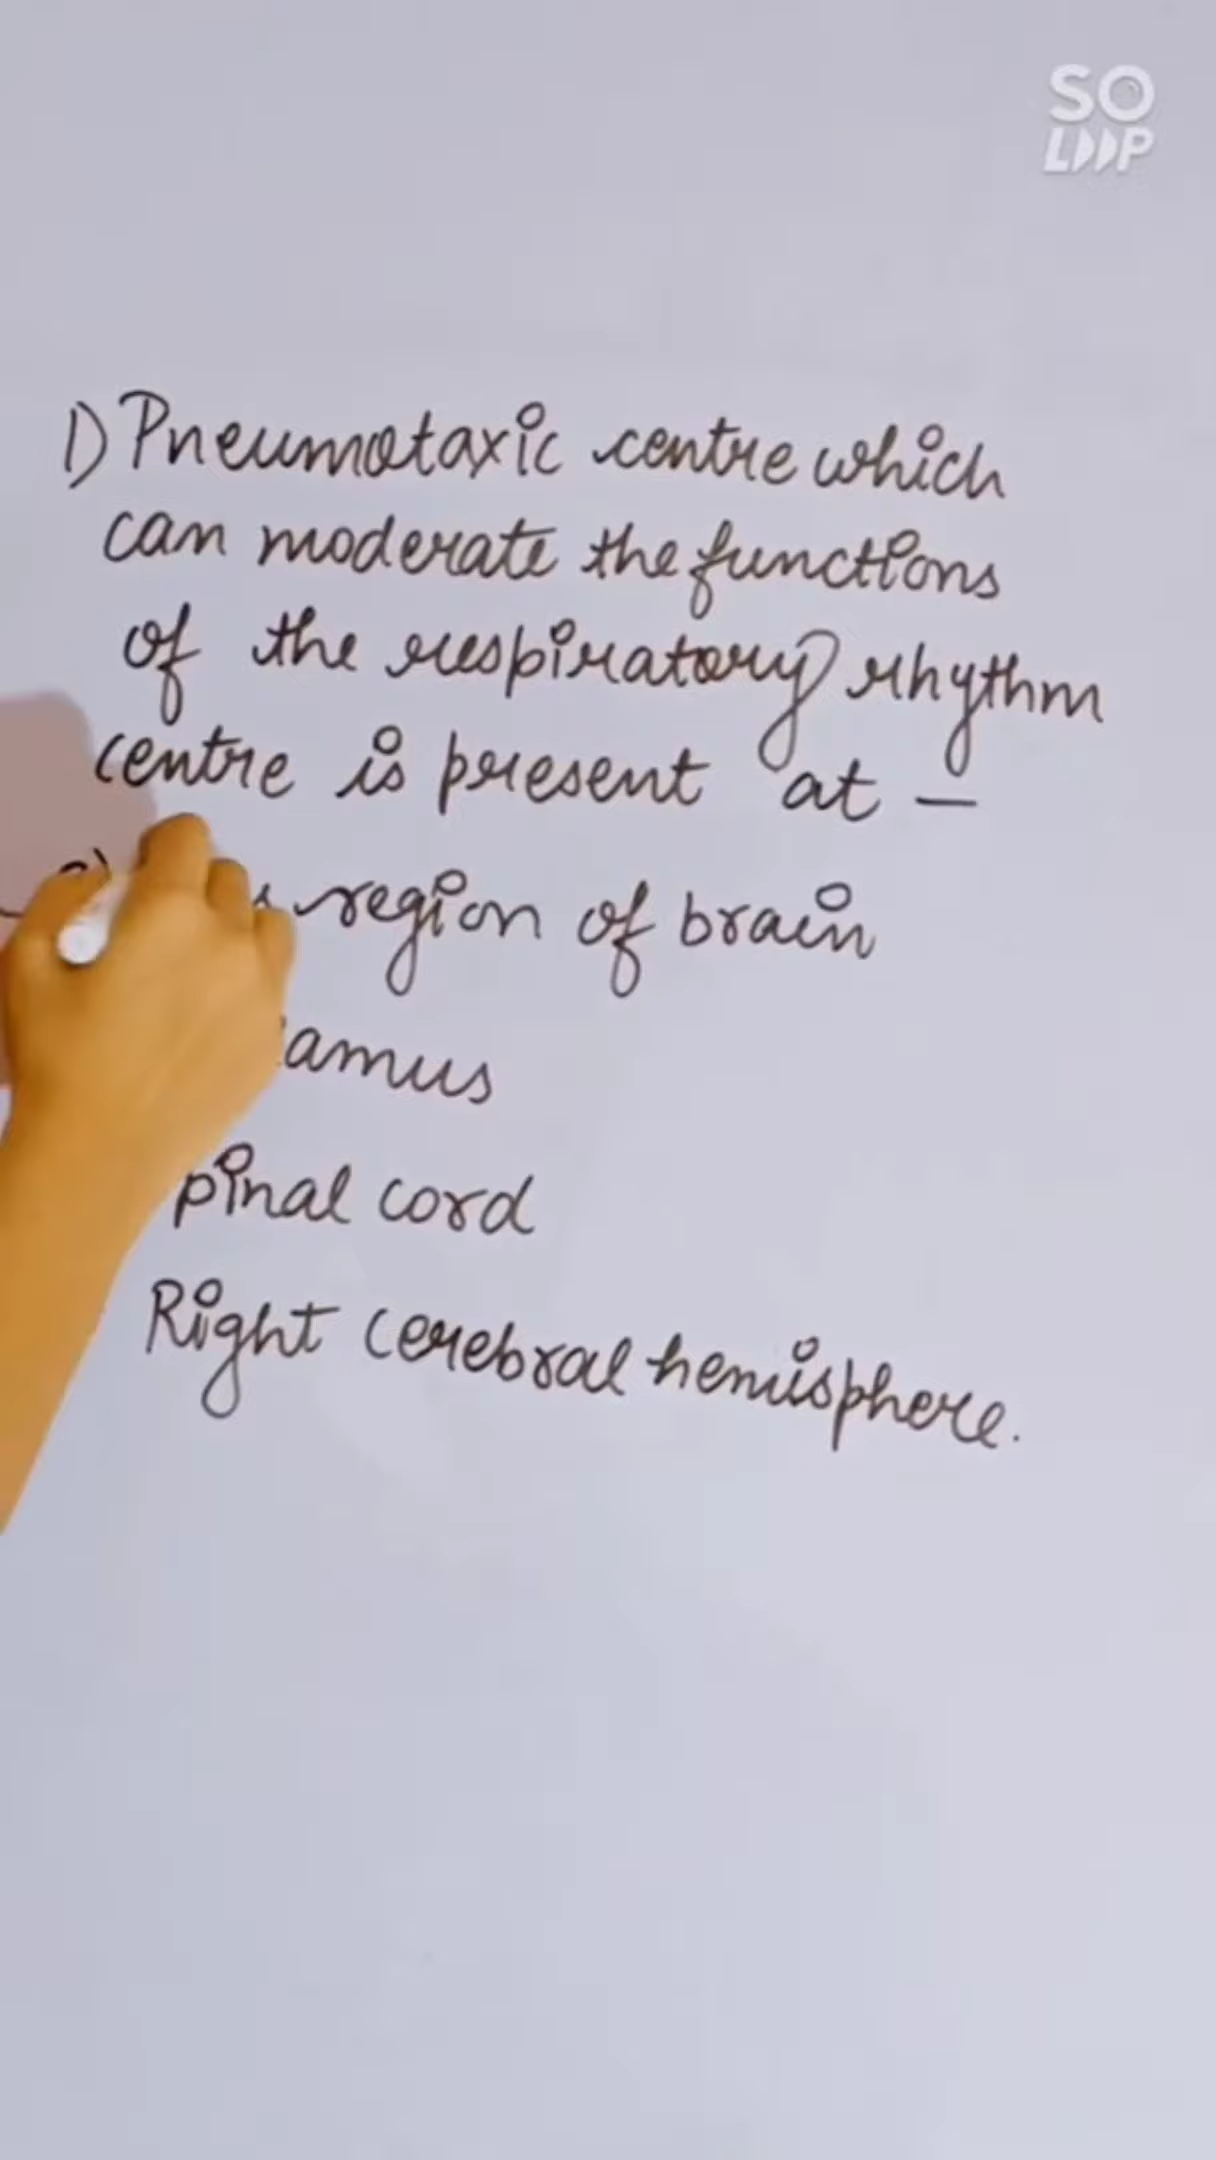 SO
LOOP
1) Pneumotaxic centre which
can moderate the functions
of the respiratory rhythm
centre is present at —
region of brain
amus
pinal cord
Right cerebral hemisphere.